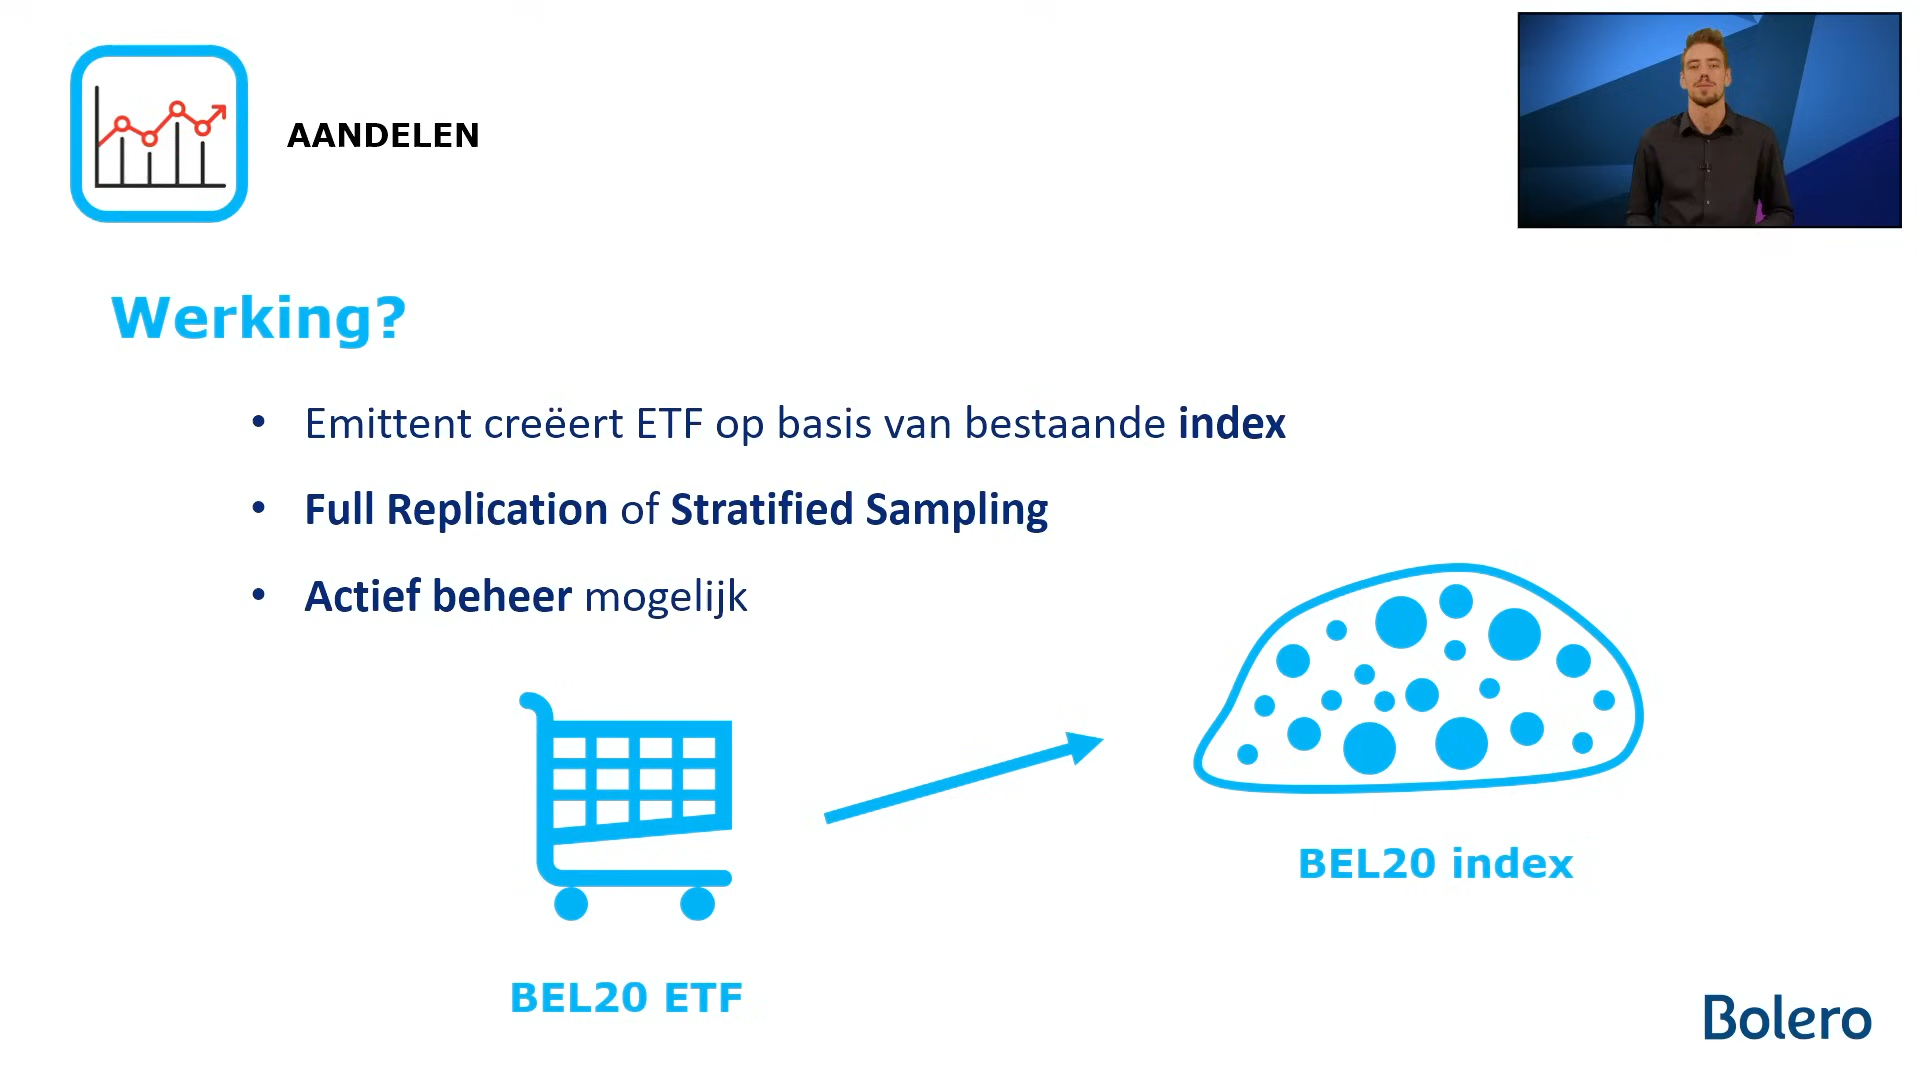 AANDELEN
Werking?
• Emittent creëert ETF op basis van bestaande index
• Full Replication of Stratified Sampling
• Actief beheer mogelijk
BEL20 index
BEL20 ETF
Bolero